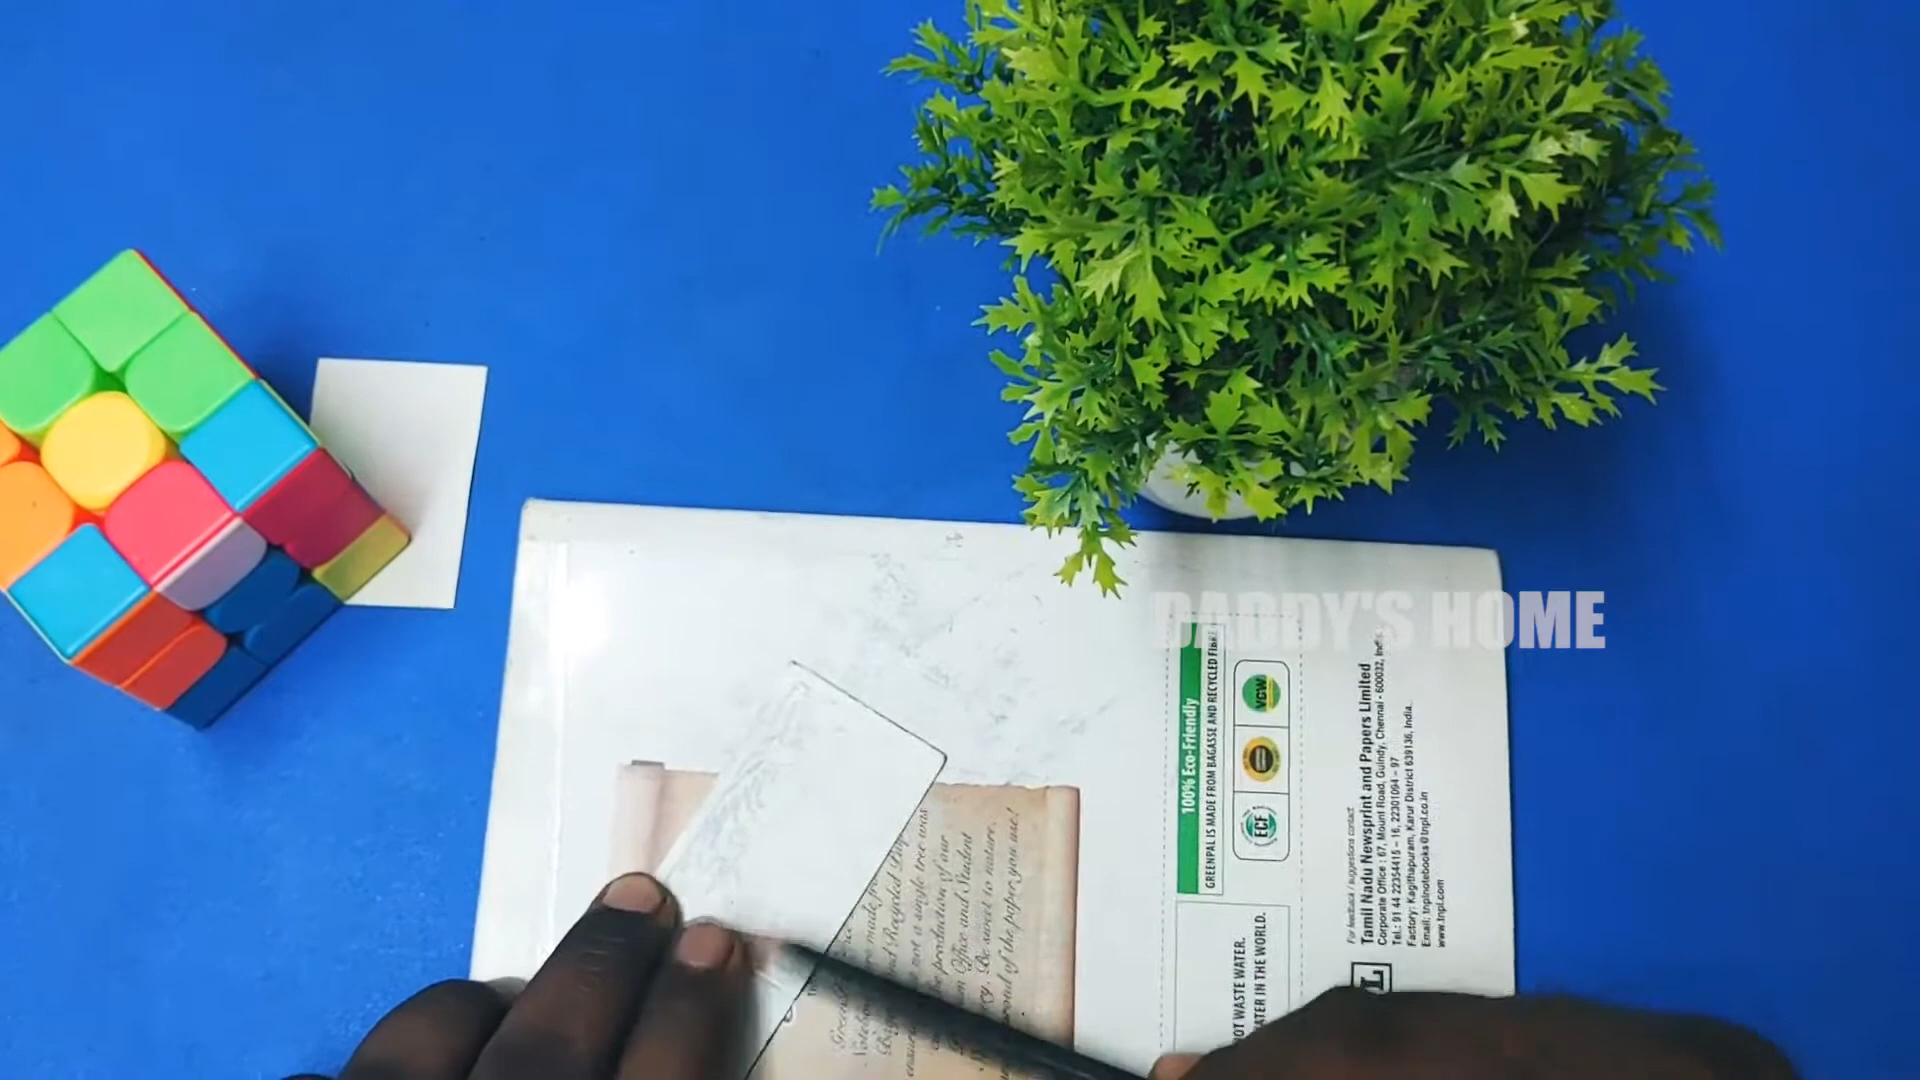 DADDY'S HOME
100% Eco-Friendly
GREENPAL IS MADE FROM BAGASSE AND RECYCLED FIBRE
VGW
ECF
For feedback / suggestions contact
Tamil Nadu Newsprint and Papers Limited
Corporate Office : 67, Mount Road, Guindy, Chennai - 600032, India
Tel.: 91 44 22354415 - 16, 22301094 - 97
Factory: Kagithapuram, Karur District 639136, India.
Email: tnplnotebooks@tnpl.co.in
www.tnpl.com
WASTE WATER.
IN THE WORLD.
not a single tree was
and Recycled
production of our
Office and Student
Be sweet to nature,
of the paper you use!